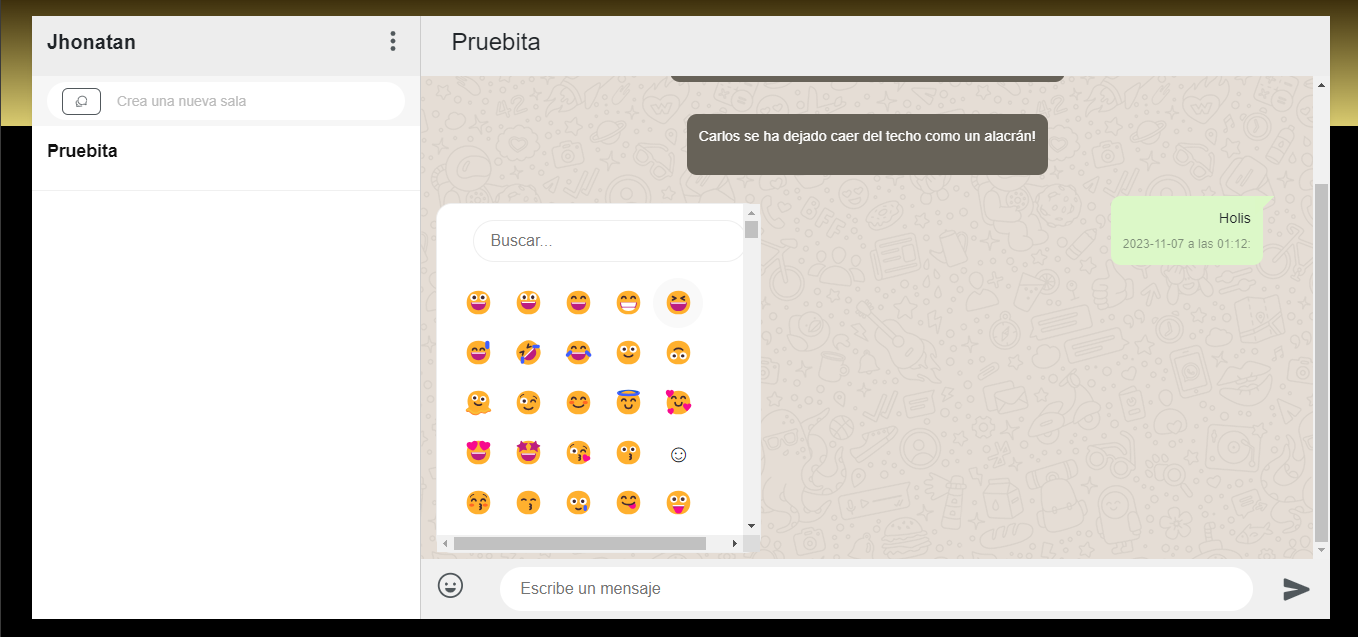 Jhonatan
Pruebita
Crea una nueva sala
Pruebita
Carlos se ha dejado caer del techo como un alacrán!
Holis
2023-11-07 a las 01:12:
Buscar...
Escribe un mensaje